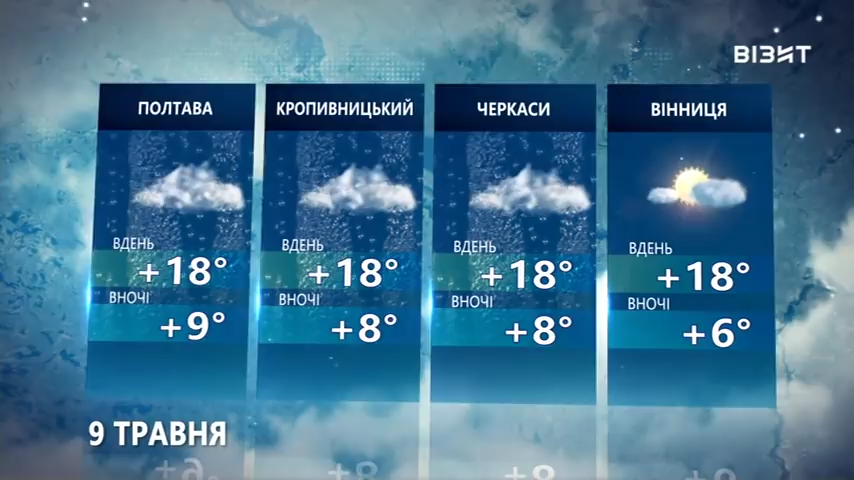 ВІЗИТ
ПОЛТАВА
ВДЕНЬ
+18°
ВНОЧІ
+9°
КРОПИВНИЦЬКИЙ
ВДЕНЬ
+18°
ВНОЧІ
+8°
ЧЕРКАСИ
ВДЕНЬ
+18°
ВНОЧІ
+8°
ВІННИЦЯ
ВДЕНЬ
+18°
ВНОЧІ
+6°
9 ТРАВНЯ